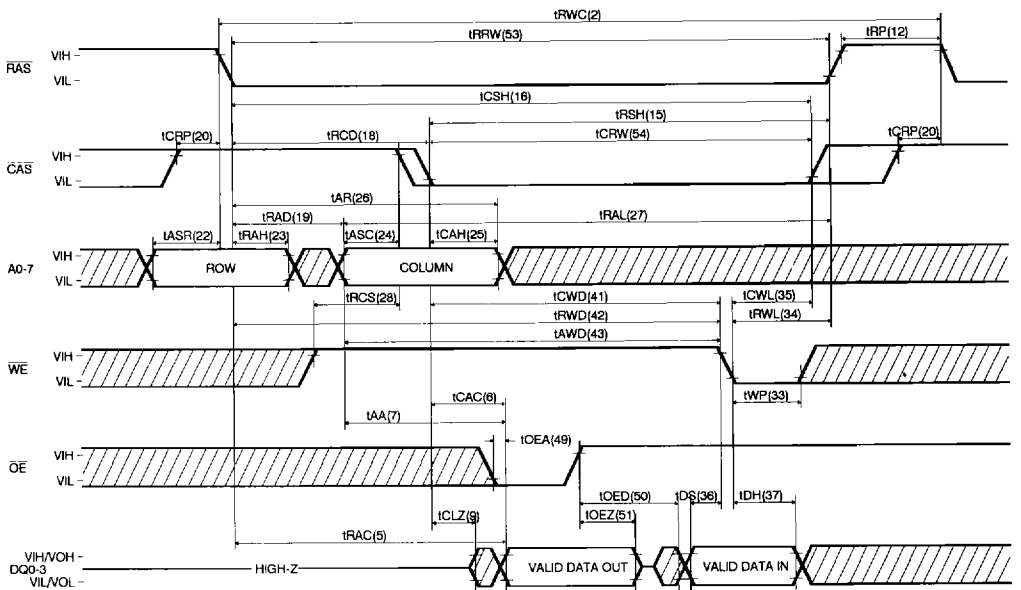 tRWC(2)
tRRW(53)
tRP(12)
RAS
VIH
VIL
tCSH(16)
tRSH(15)
tCRP(20)
tRCD(18)
tCRW(54)
tCRP(20)
CAS
VIH
VIL
tAR(26)
tRAD(19)
tRAL(27)
tASR(22)
tRAH(23)
tASC(24)
tCAH(25)
A0-7
VIH
VIL
ROW
COLUMN
tRCS(28)
tCWD(41)
tCWL(35)
tRWD(42)
tRWL(34)
tAWD(43)
WE
VIH
VIL
tCAC(6)
tWP(33)
tAA(7)
tOEA(49)
OE
VIH
VIL
tOED(50)
tDS(36)
tDH(37)
tCLZ(9)
tOEZ(51)
tRAC(5)
VIH/VOH
DQ0-3
VIL/VOL
HIGH-Z
VALID DATA OUT
VALID DATA IN